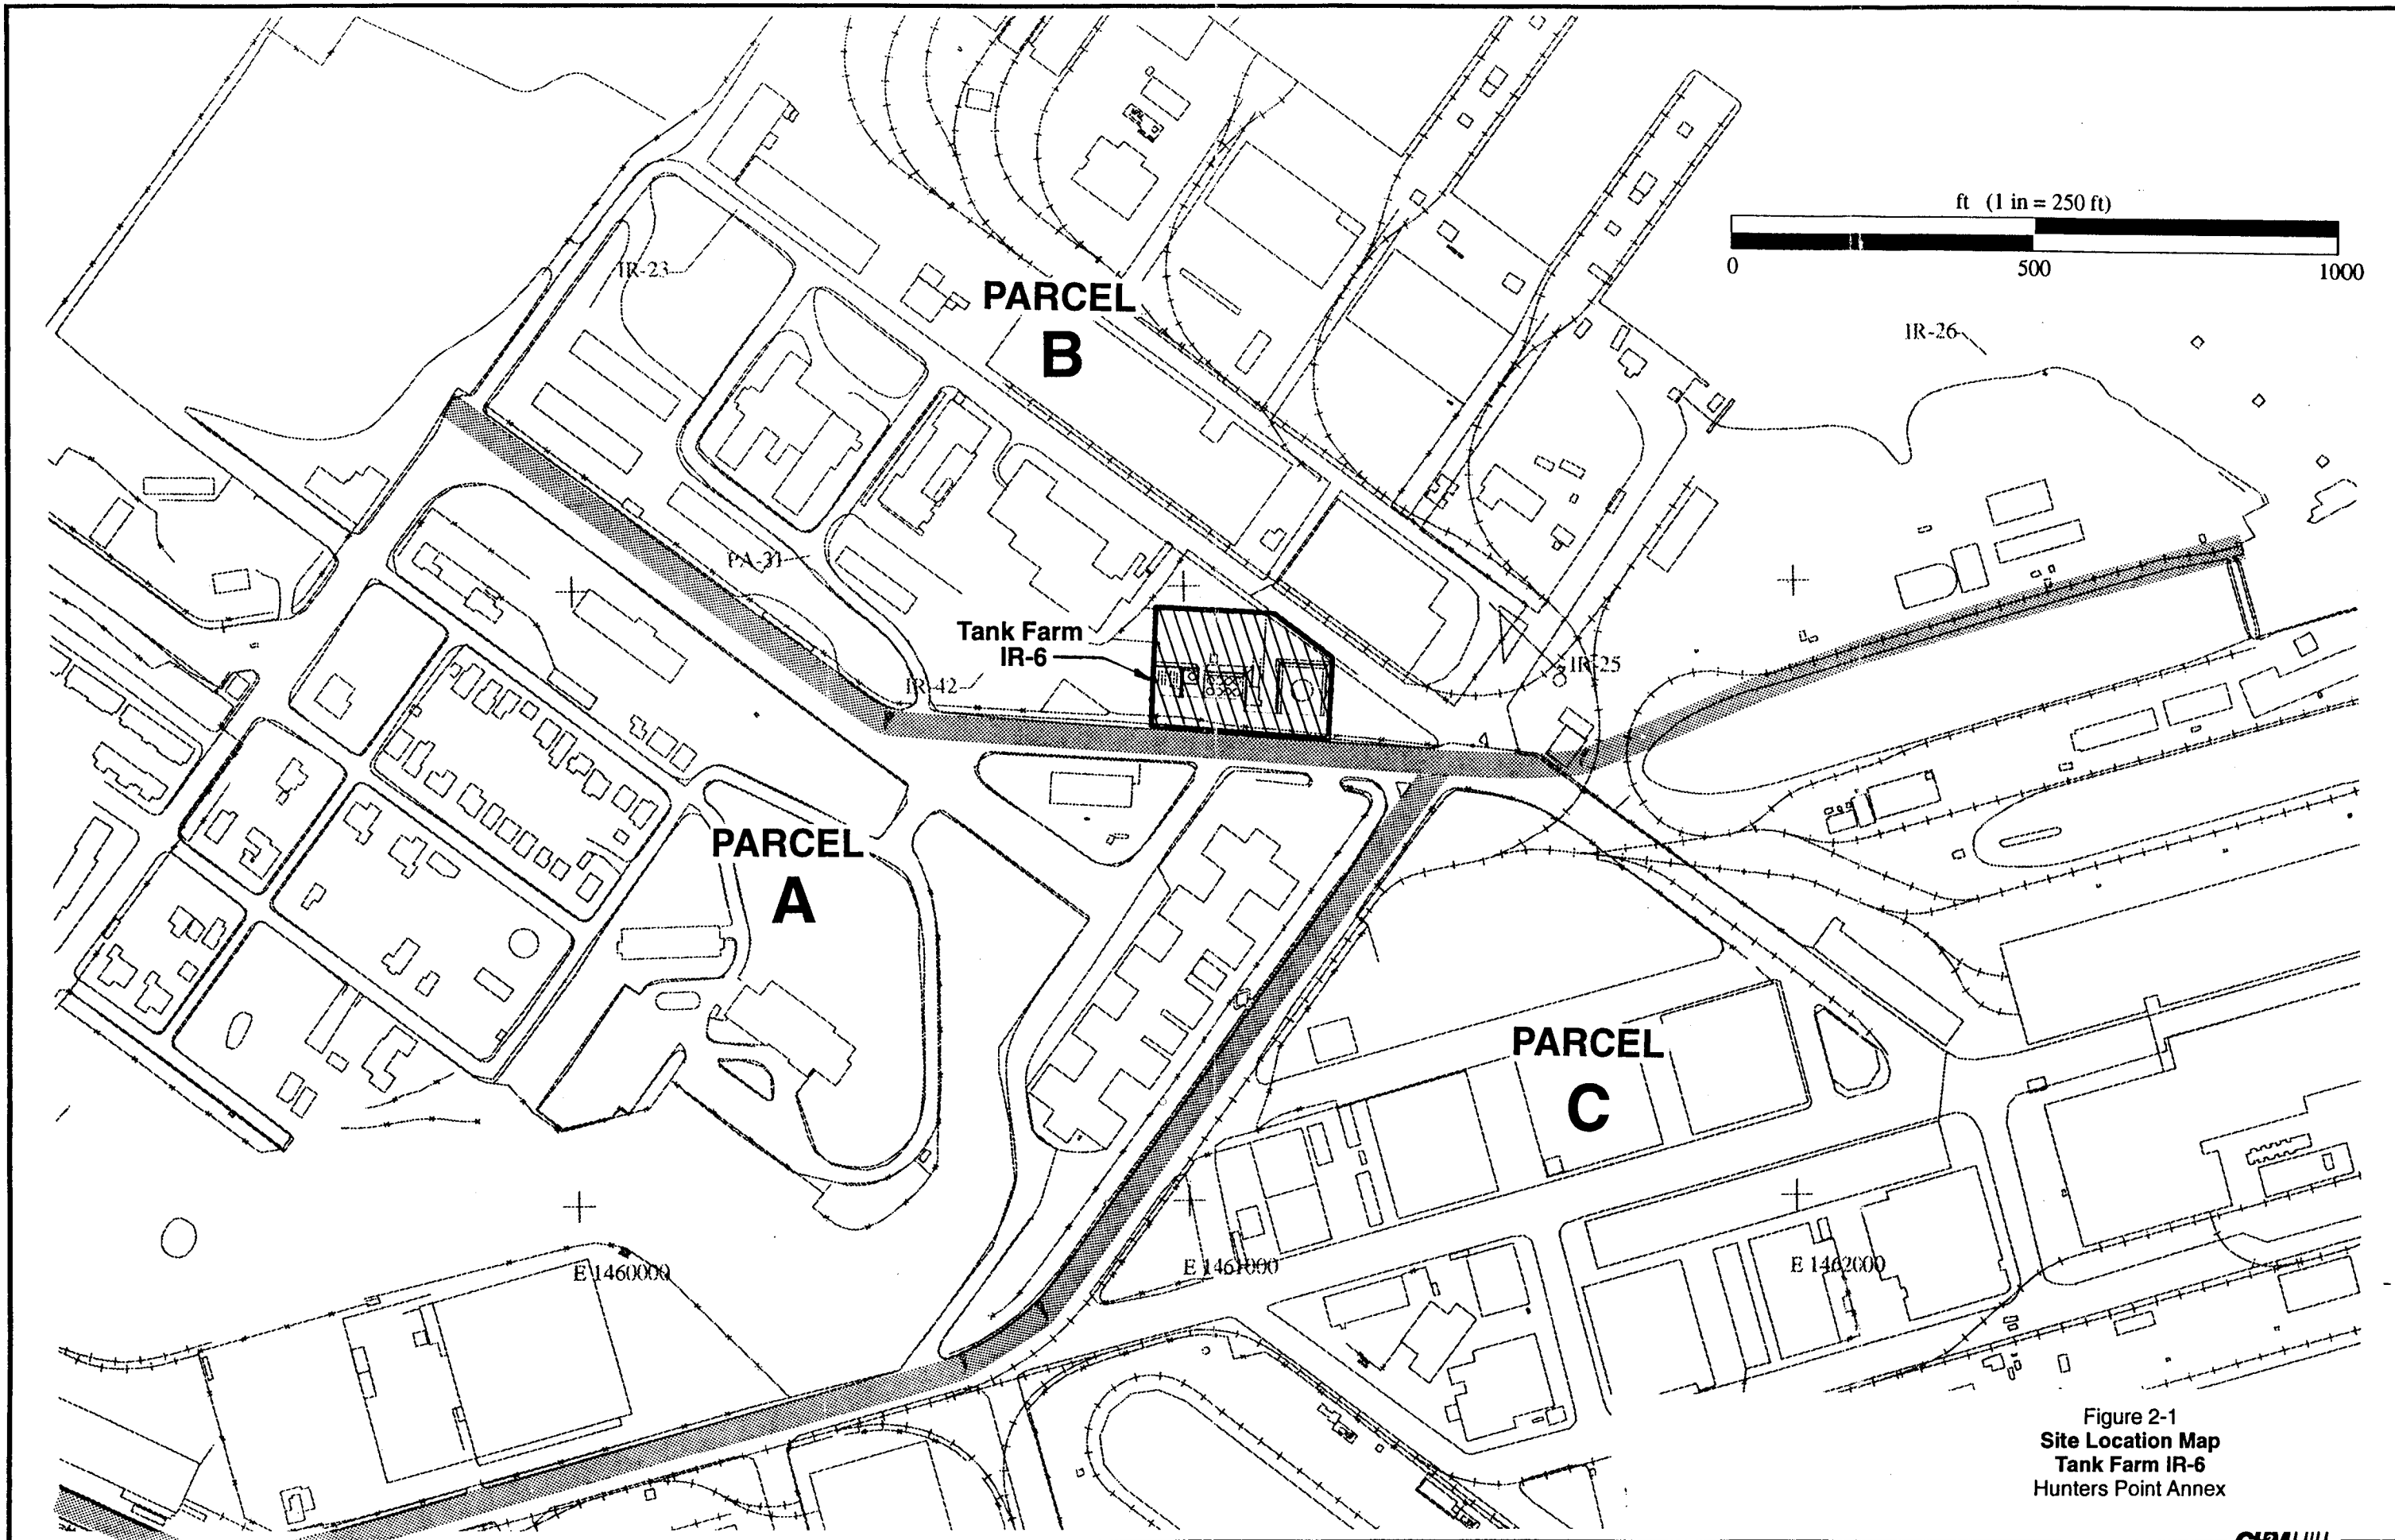 ft (1 in = 250 ft)
0 500 1000
IR-23
PARCEL
B
IR-26
PA-31
Tank Farm
IR-6
IR-42
IR-25
PARCEL
A
PARCEL
C
E 1460000
E 1461000
E 1462000
Figure 2-1
Site Location Map
Tank Farm IR-6
Hunters Point Annex